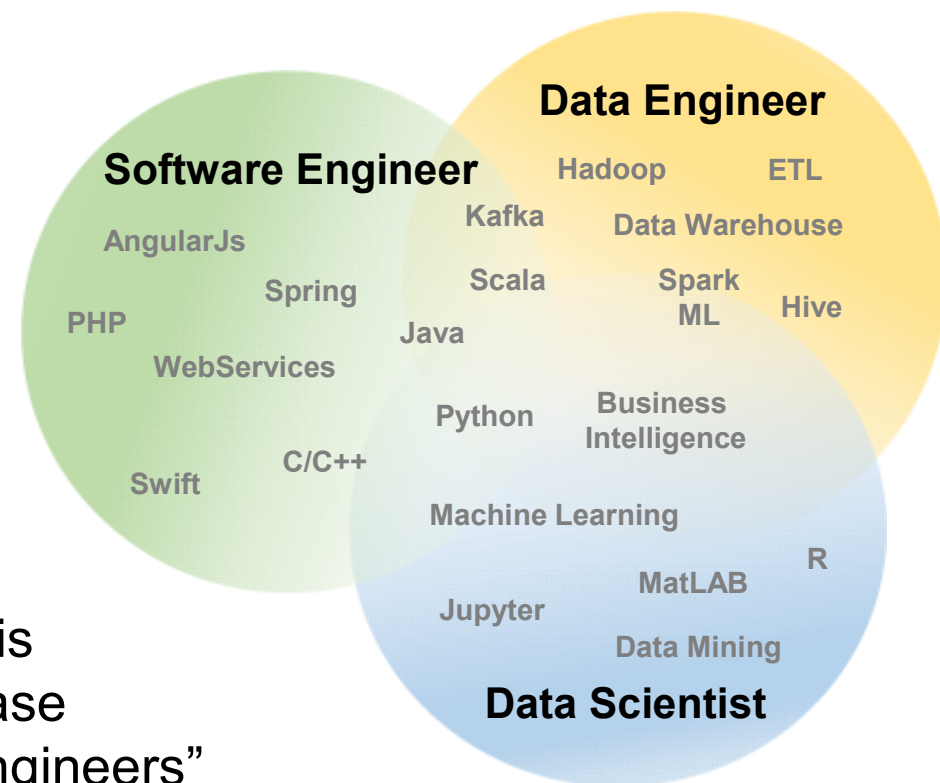 Data Engineer
Software Engineer
Hadoop
ETL
Kafka
Data Warehouse
AngularJs
Scala
Spark
ML
Hive
Spring
PHP
Java
WebServices
Python
Business
Intelligence
C/C++
Swift
Machine Learning
R
MatLAB
Jupyter
Data Mining
Data Scientist
is
ase
ngineers”